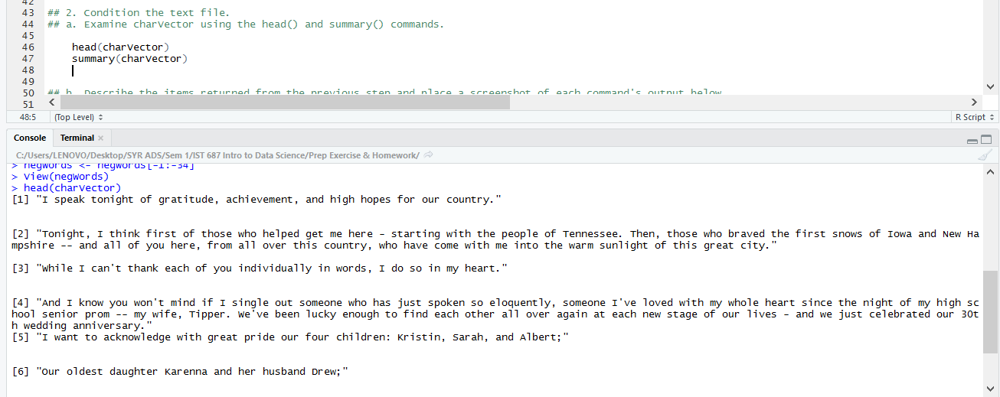 42
43 ## 2. Condition the text file.
44 ## a. Examine charVector using the head() and summary() commands.
45
46 head(charVector)
47 summary(charVector)
48
49
50 ## b. Describe the items returned from the previous step and place a screenshot of each command's output below
51
48:5 (Top Level) R Script
Console Terminal
C:/Users/LENOVO/Desktop/SYR ADS/Sem 1/IST 687 Intro to Data Science/Prep Exercise & Homework/
> negWords <- negWords[-1:-34]
> View(negWords)
> head(charVector)
[1] "I speak tonight of gratitude, achievement, and high hopes for our country."
[2] "Tonight, I think first of those who helped get me here - starting with the people of Tennessee. Then, those who braved the first snows of Iowa and New Ha
mpshire -- and all of you here, from all over this country, who have come with me into the warm sunlight of this great city."
[3] "While I can't thank each of you individually in words, I do so in my heart."
[4] "And I know you won't mind if I single out someone who has just spoken so eloquently, someone I've loved with my whole heart since the night of my high sc
hool senior prom -- my wife, Tipper. We've been lucky enough to find each other all over again at each new stage of our lives - and we just celebrated our 30t
h wedding anniversary."
[5] "I want to acknowledge with great pride our four children: Kristin, Sarah, and Albert;"
[6] "Our oldest daughter Karenna and her husband Drew;"